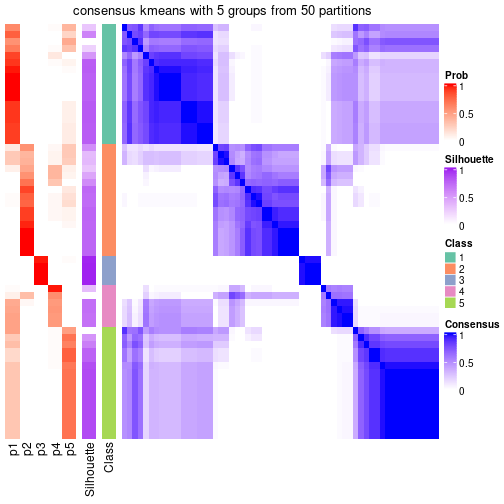 consensus kmeans with 5 groups from 50 partitions
Prob
1
0.5
0
Silhouette
1
0.5
0
Class
1
2
3
4
5
Consensus
1
0.5
0
p1
p2
p3
p4
p5
Silhouette
Class